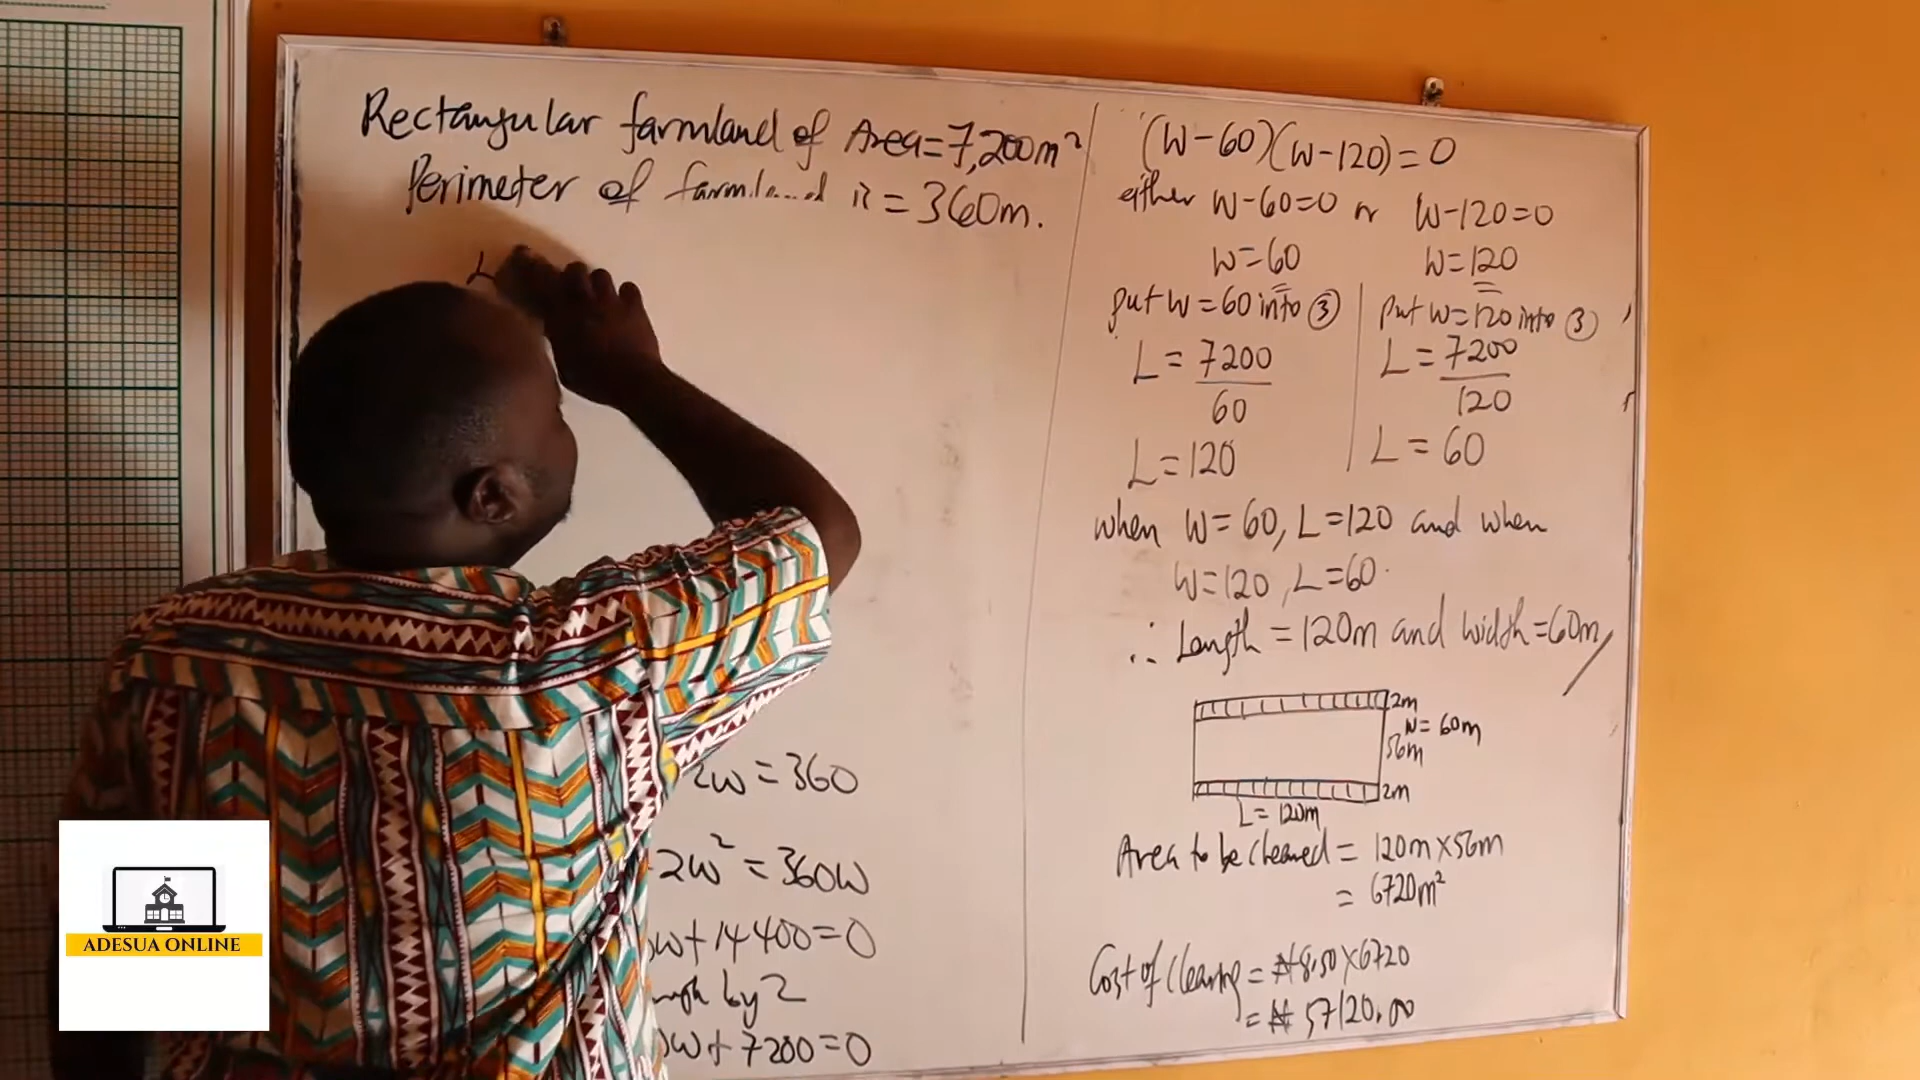 Rectangular farmland of Area=7,200m²
Perimeter of farmland is = 360m.
L
2w = 360
2w² = 360w
w+14400=0
by 2
w+7200=0
(W-60)(W-120)=0
either W-60=0 or W-120=0
W=60 W=120
put W=60 into ③ Put W=120 into ③
L = 7200/60 L = 7200/120
L=120 L = 60
when W=60, L=120 and when
W=120, L=60.
∴ Length = 120m and width=60m
2m
W= 60m
56m
2m
L= 120m
Area to be cleared = 120m×56m
= 6720m²
Cost of clearing = ₦8.50×6720
= ₦57120.00
ADESUA ONLINE